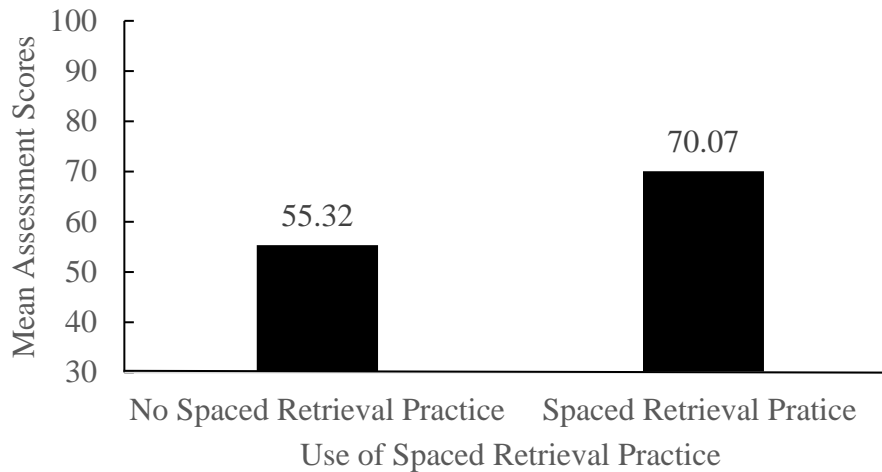 100
90
80
70
60
50
40
30
Mean Assessment Scores
55.32
70.07
No Spaced Retrieval Practice
Spaced Retrieval Pratice
Use of Spaced Retrieval Practice